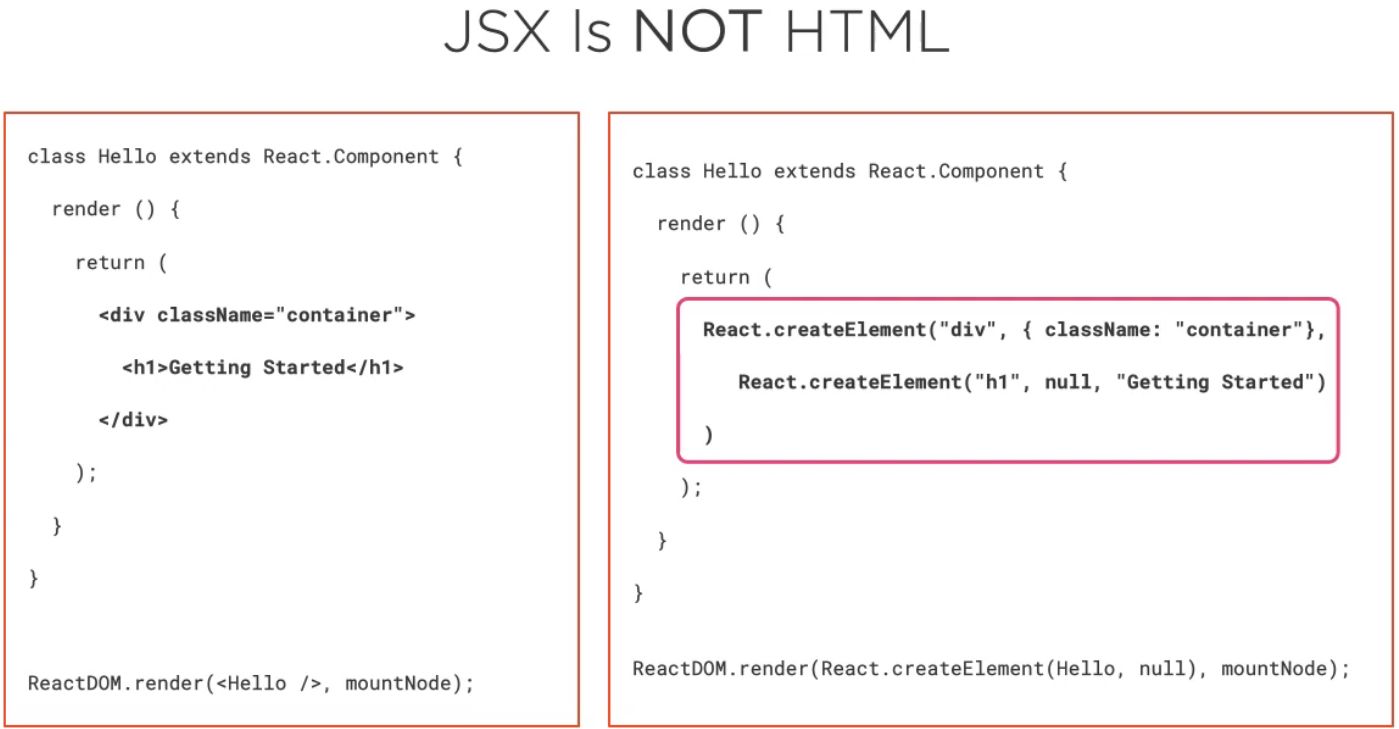 JSX Is NOT HTML
class Hello extends React.Component {
render () {
return (
<div className="container">
<h1>Getting Started</h1>
</div>
);
}
}
ReactDOM.render(<Hello />, mountNode);
class Hello extends React.Component {
render () {
return (
React.createElement("div", { className: "container"},
React.createElement("h1", null, "Getting Started")
)
);
}
}
ReactDOM.render(React.createElement(Hello, null), mountNode);